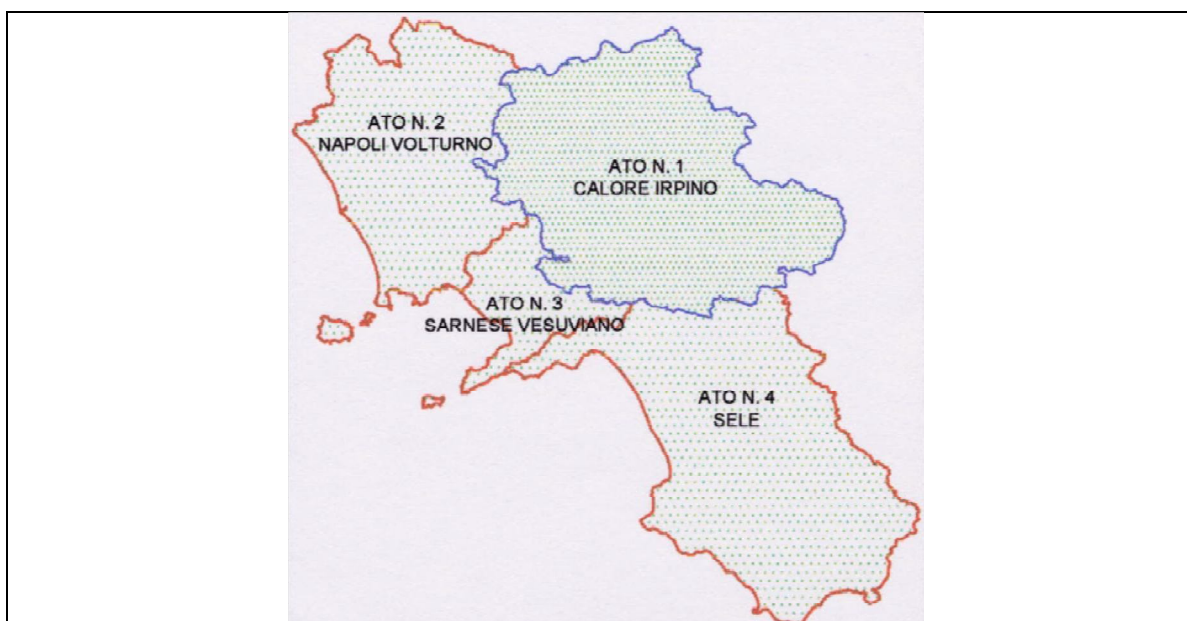 ATO N. 2
NAPOLI VOLTURNO
ATO N. 1
CALORE IRPINO
ATO N. 3
SARNESE VESUVIANO
ATO N. 4
SELE